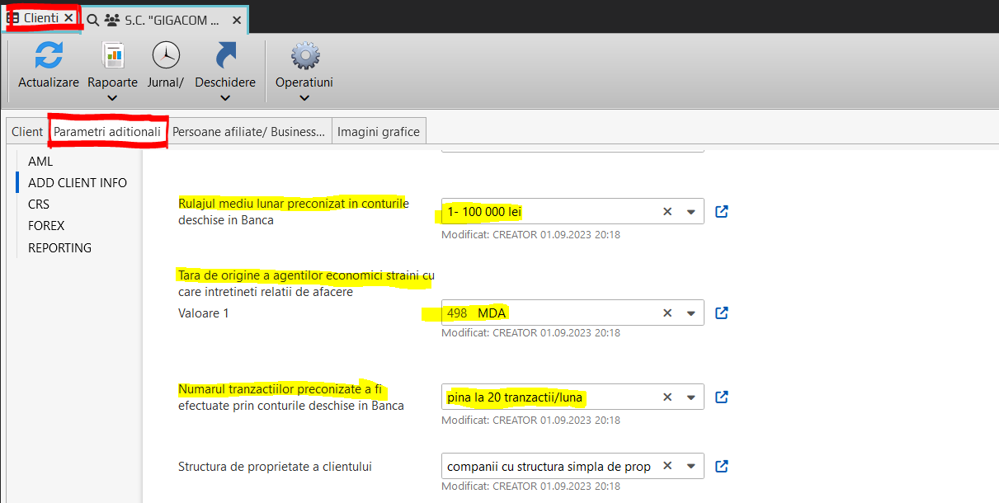 Clienti
S.C. "GIGACOM ...
Actualizare
Rapoarte
Jurnal/
Deschidere
Operatiuni
Client
Parametri aditionali
Persoane afiliate/ Business...
Imagini grafice
AML
ADD CLIENT INFO
CRS
FOREX
REPORTING
Rulajul mediu lunar preconizat in conturile
deschise in Banca
1- 100 000 lei
Modificat: CREATOR 01.09.2023 20:18
Tara de origine a agentilor economici straini cu
care intretineti relatii de afacere
Valoare 1
498 MDA
Modificat: CREATOR 01.09.2023 20:18
Numarul tranzactiilor preconizate a fi
efectuate prin conturile deschise in Banca
pina la 20 tranzactii/luna
Modificat: CREATOR 01.09.2023 20:18
Structura de proprietate a clientului
companii cu structura simpla de prop
Modificat: CREATOR 01.09.2023 20:18